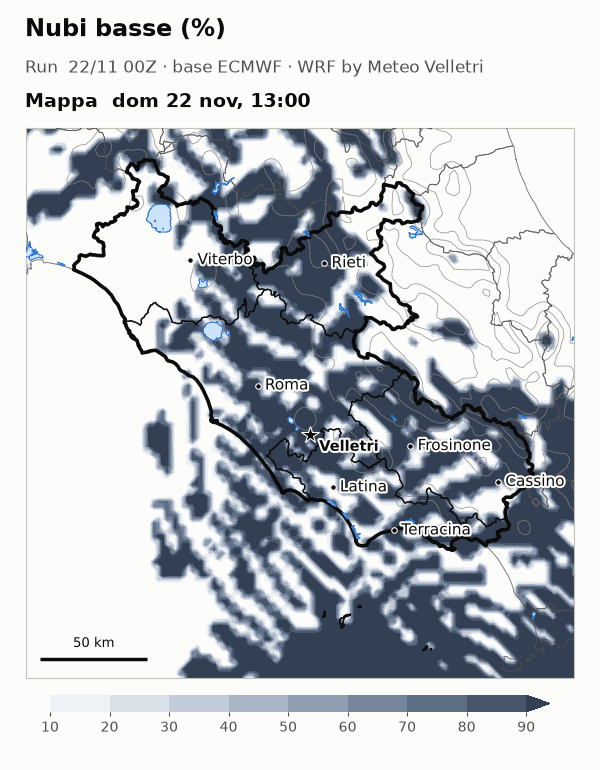 Nubi basse (%)
Run  22/11 00Z · base ECMWF · WRF by Meteo Velletri
Mappa  dom 22 nov, 13:00
Viterbo
Rieti
Roma
Velletri
Frosinone
Cassino
Latina
Terracina
50 km
10 20 30 40 50 60 70 80 90